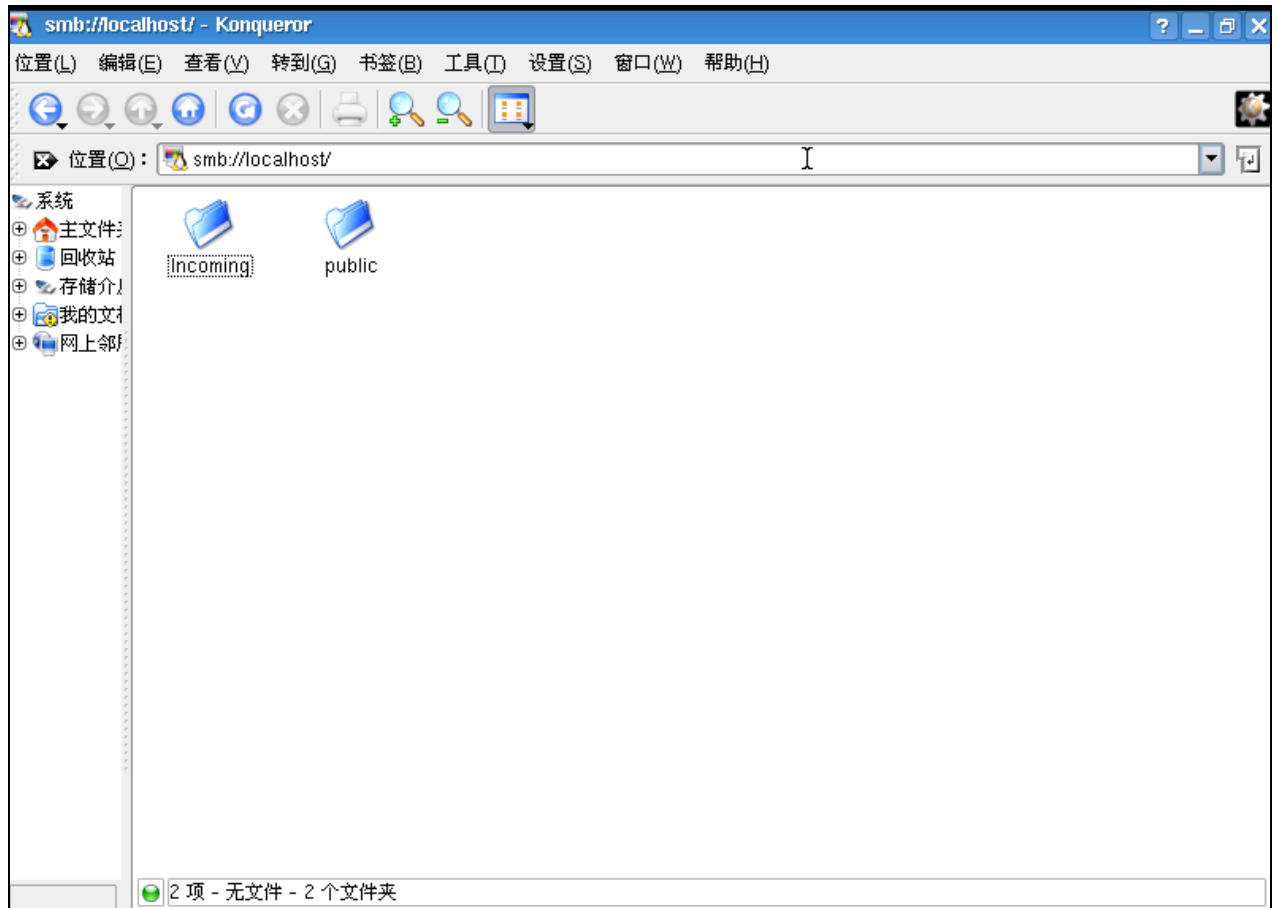 smb://localhost/ - Konqueror
位置(L) 编辑(E) 查看(V) 转到(G) 书签(B) 工具(T) 设置(S) 窗口(W) 帮助(H)
位置(O): smb://localhost/
系统
主文件
回收站
存储介
我的文
网上邻
Incoming public
2 项 - 无文件 - 2 个文件夹